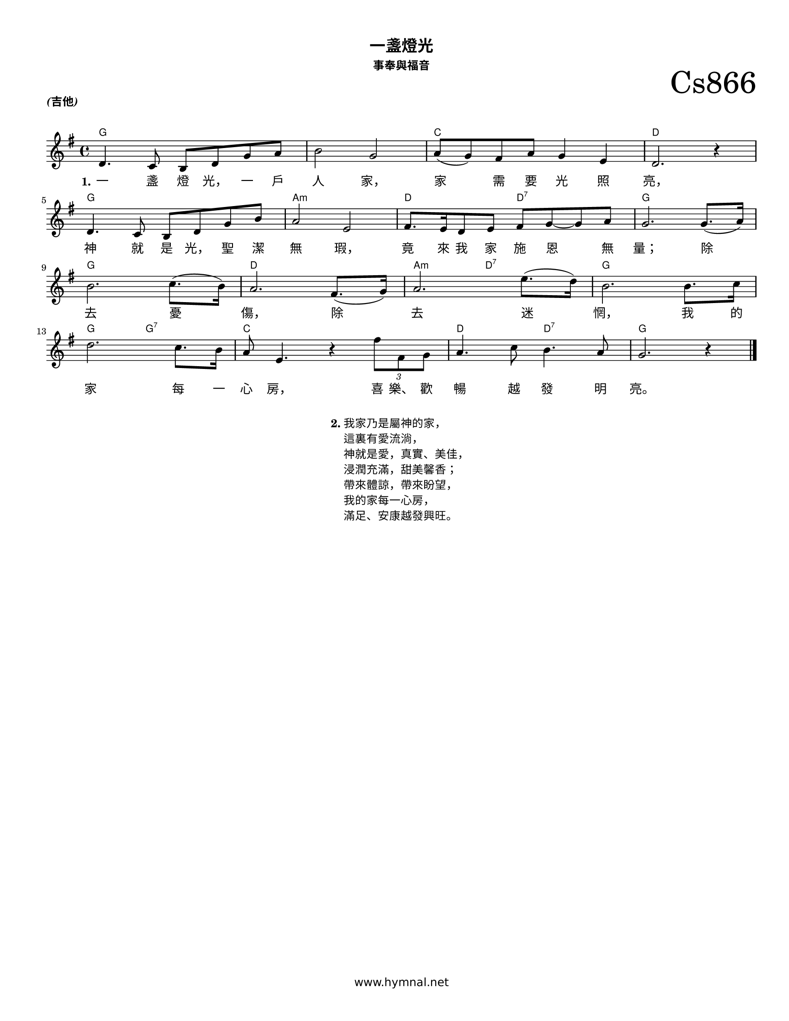 一盞燈光
事奉與福音
Cs866
(吉他)
G C D
1. 一 盞 燈 光， 一 戶 人 家， 家 需 要 光 照 亮，
5 G Am D D7 G
神 就 是 光， 聖 潔 無 瑕， 竟 來 我 家 施 恩 無 量； 除
9 G D Am D7 G
去 憂 傷， 除 去 迷 惘， 我 的
13 G G7 C D D7 G
3
家 每 一 心 房， 喜 樂、 歡 暢 越 發 明 亮。
2. 我家乃是屬神的家，
這裏有愛流淌，
神就是愛，真實、美佳，
浸潤充滿，甜美馨香；
帶來體諒，帶來盼望，
我的家每一心房，
滿足、安康越發興旺。
www.hymnal.net